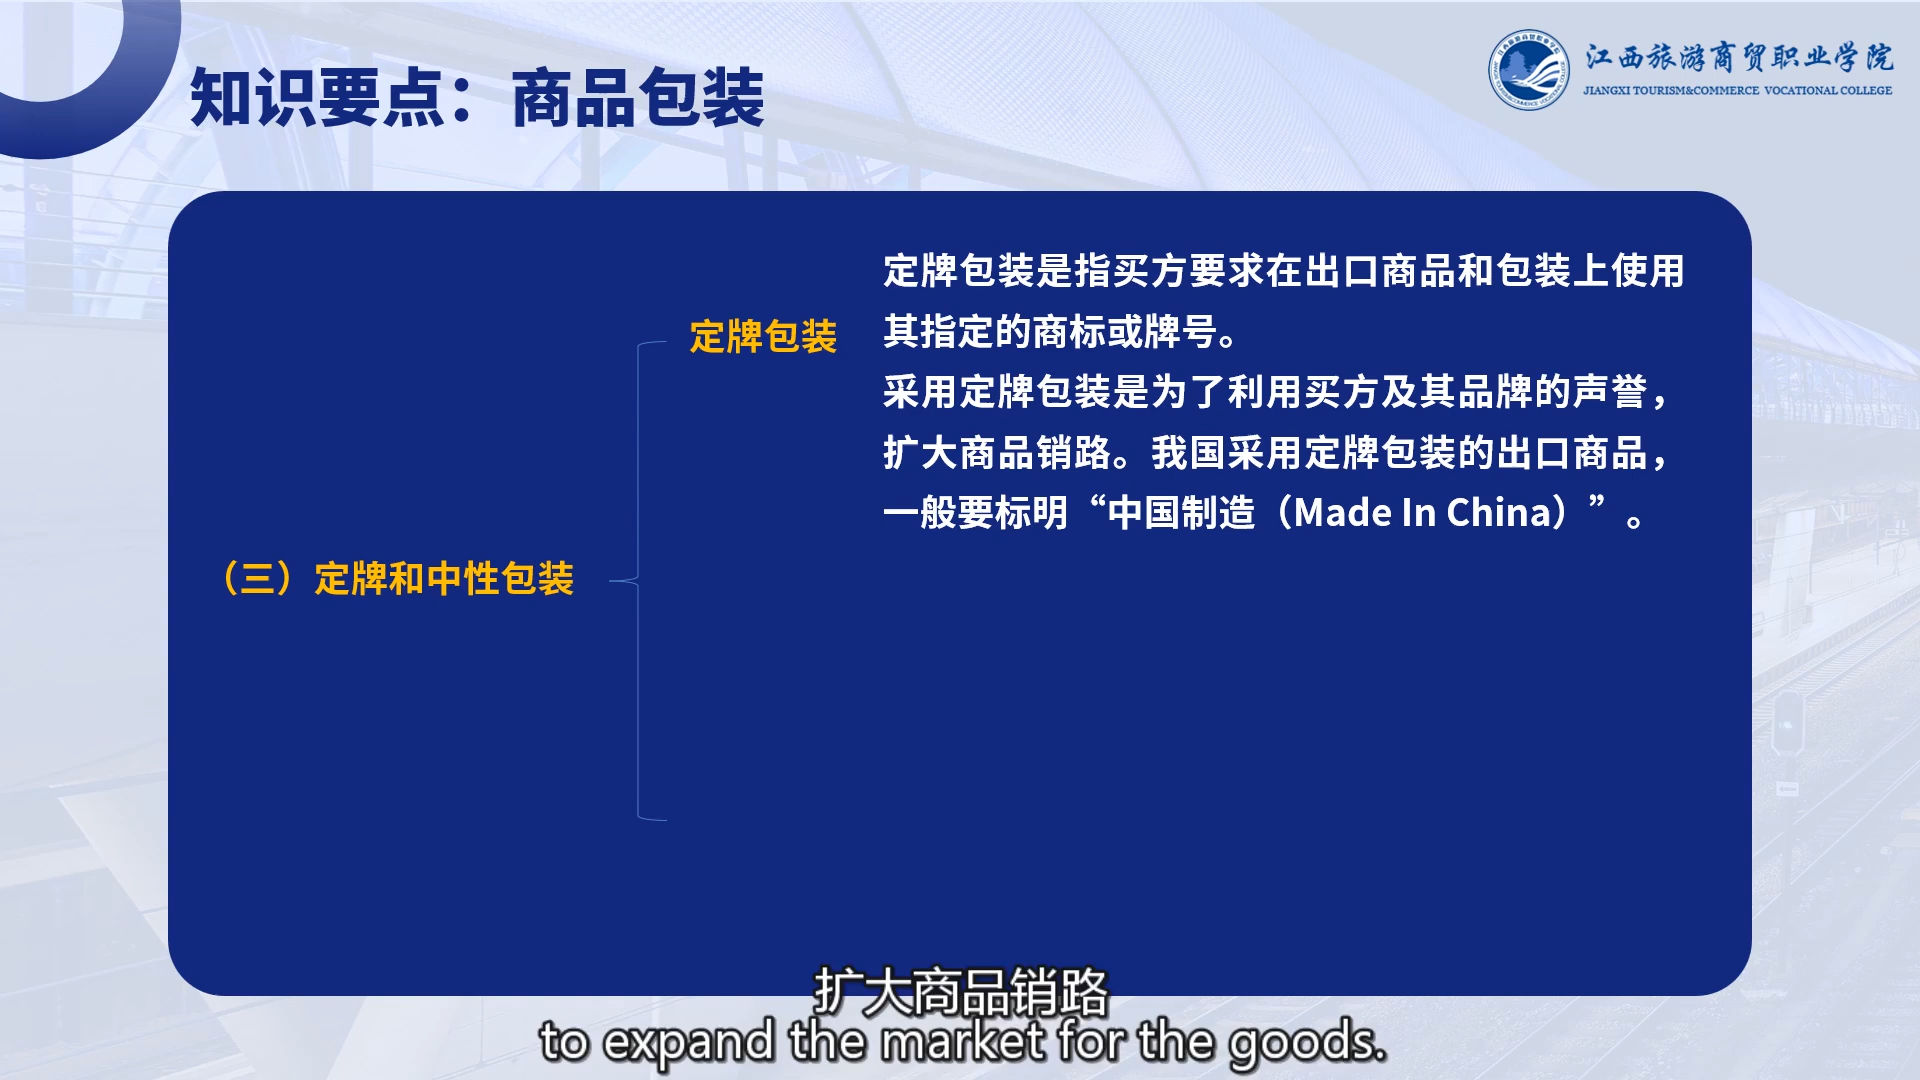 知识要点：商品包装
江西旅游商贸职业学院
JIANGXI TOURISM&COMMERCE VOCATIONAL COLLEGE
定牌包装是指买方要求在出口商品和包装上使用
其指定的商标或牌号。
定牌包装
采用定牌包装是为了利用买方及其品牌的声誉，
扩大商品销路。我国采用定牌包装的出口商品，
一般要标明“中国制造（Made In China）”。
（三）定牌和中性包装
扩大商品销路
to expand the market for the goods.